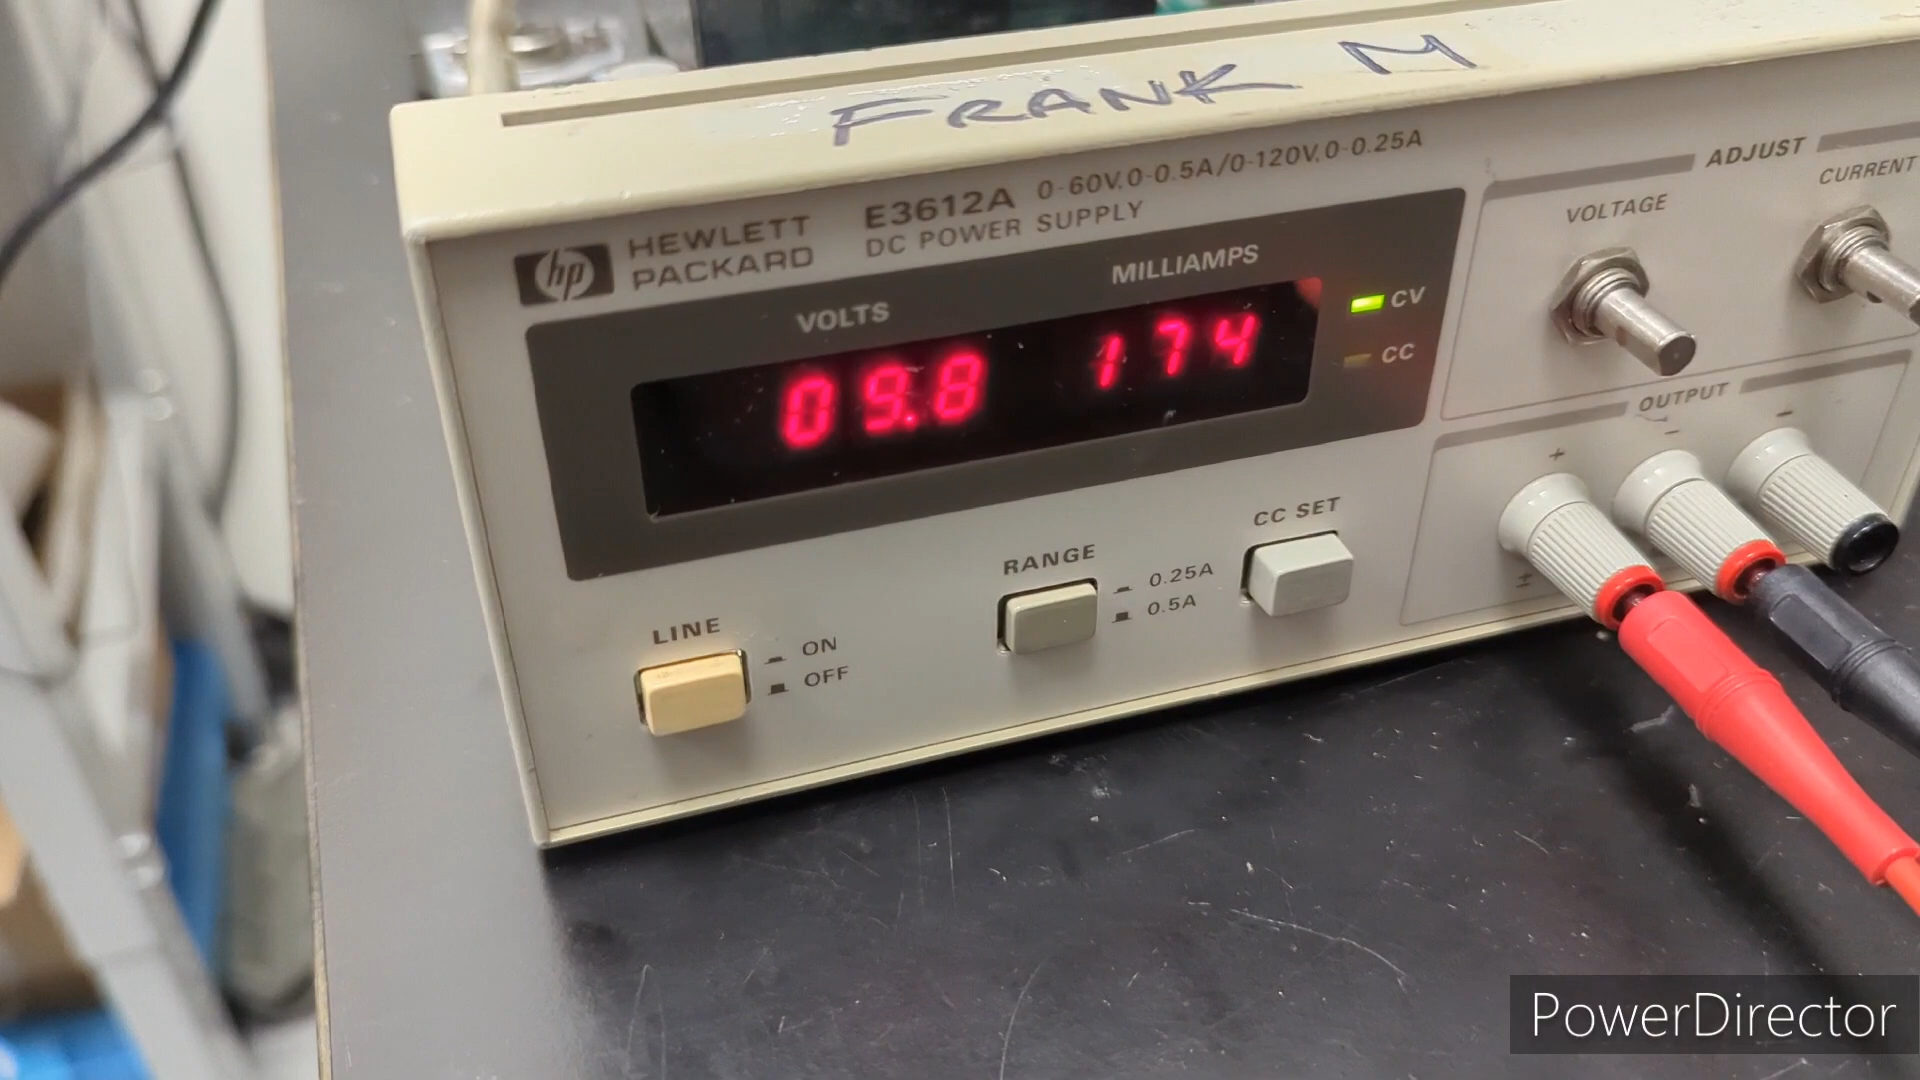 FRANK M
hp HEWLETT PACKARD
E3612A 0-60V, 0-0.5A/0-120V, 0-0.25A
DC POWER SUPPLY
VOLTS
MILLIAMPS
09.8
174
CV
CC
ADJUST
VOLTAGE
CURRENT
OUTPUT
+
-
-
±
LINE
ON
OFF
RANGE
0.25A
0.5A
CC SET
PowerDirector